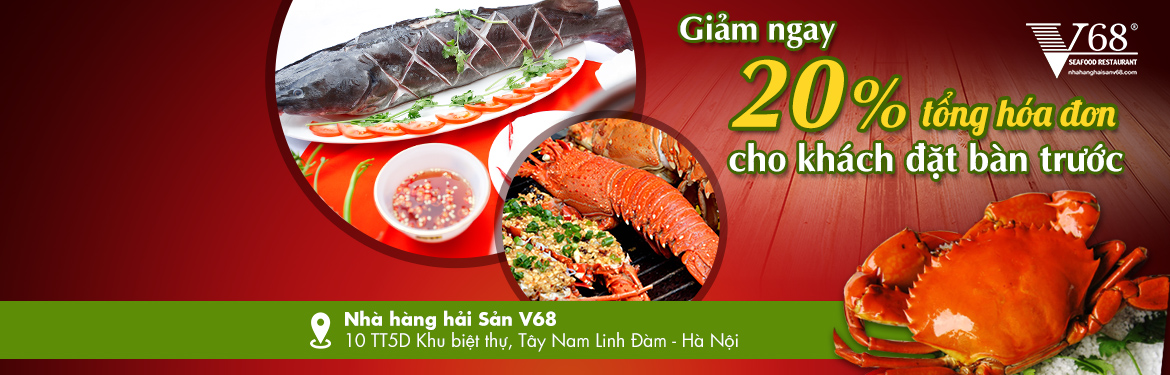 Giảm ngay
20% tổng hóa đơn
cho khách đặt bàn trước
V68®
SEAFOOD RESTAURANT
nhahanghaisanv68.com
Nhà hàng hải Sản V68
10 TT5D Khu biệt thự, Tây Nam Linh Đàm - Hà Nội